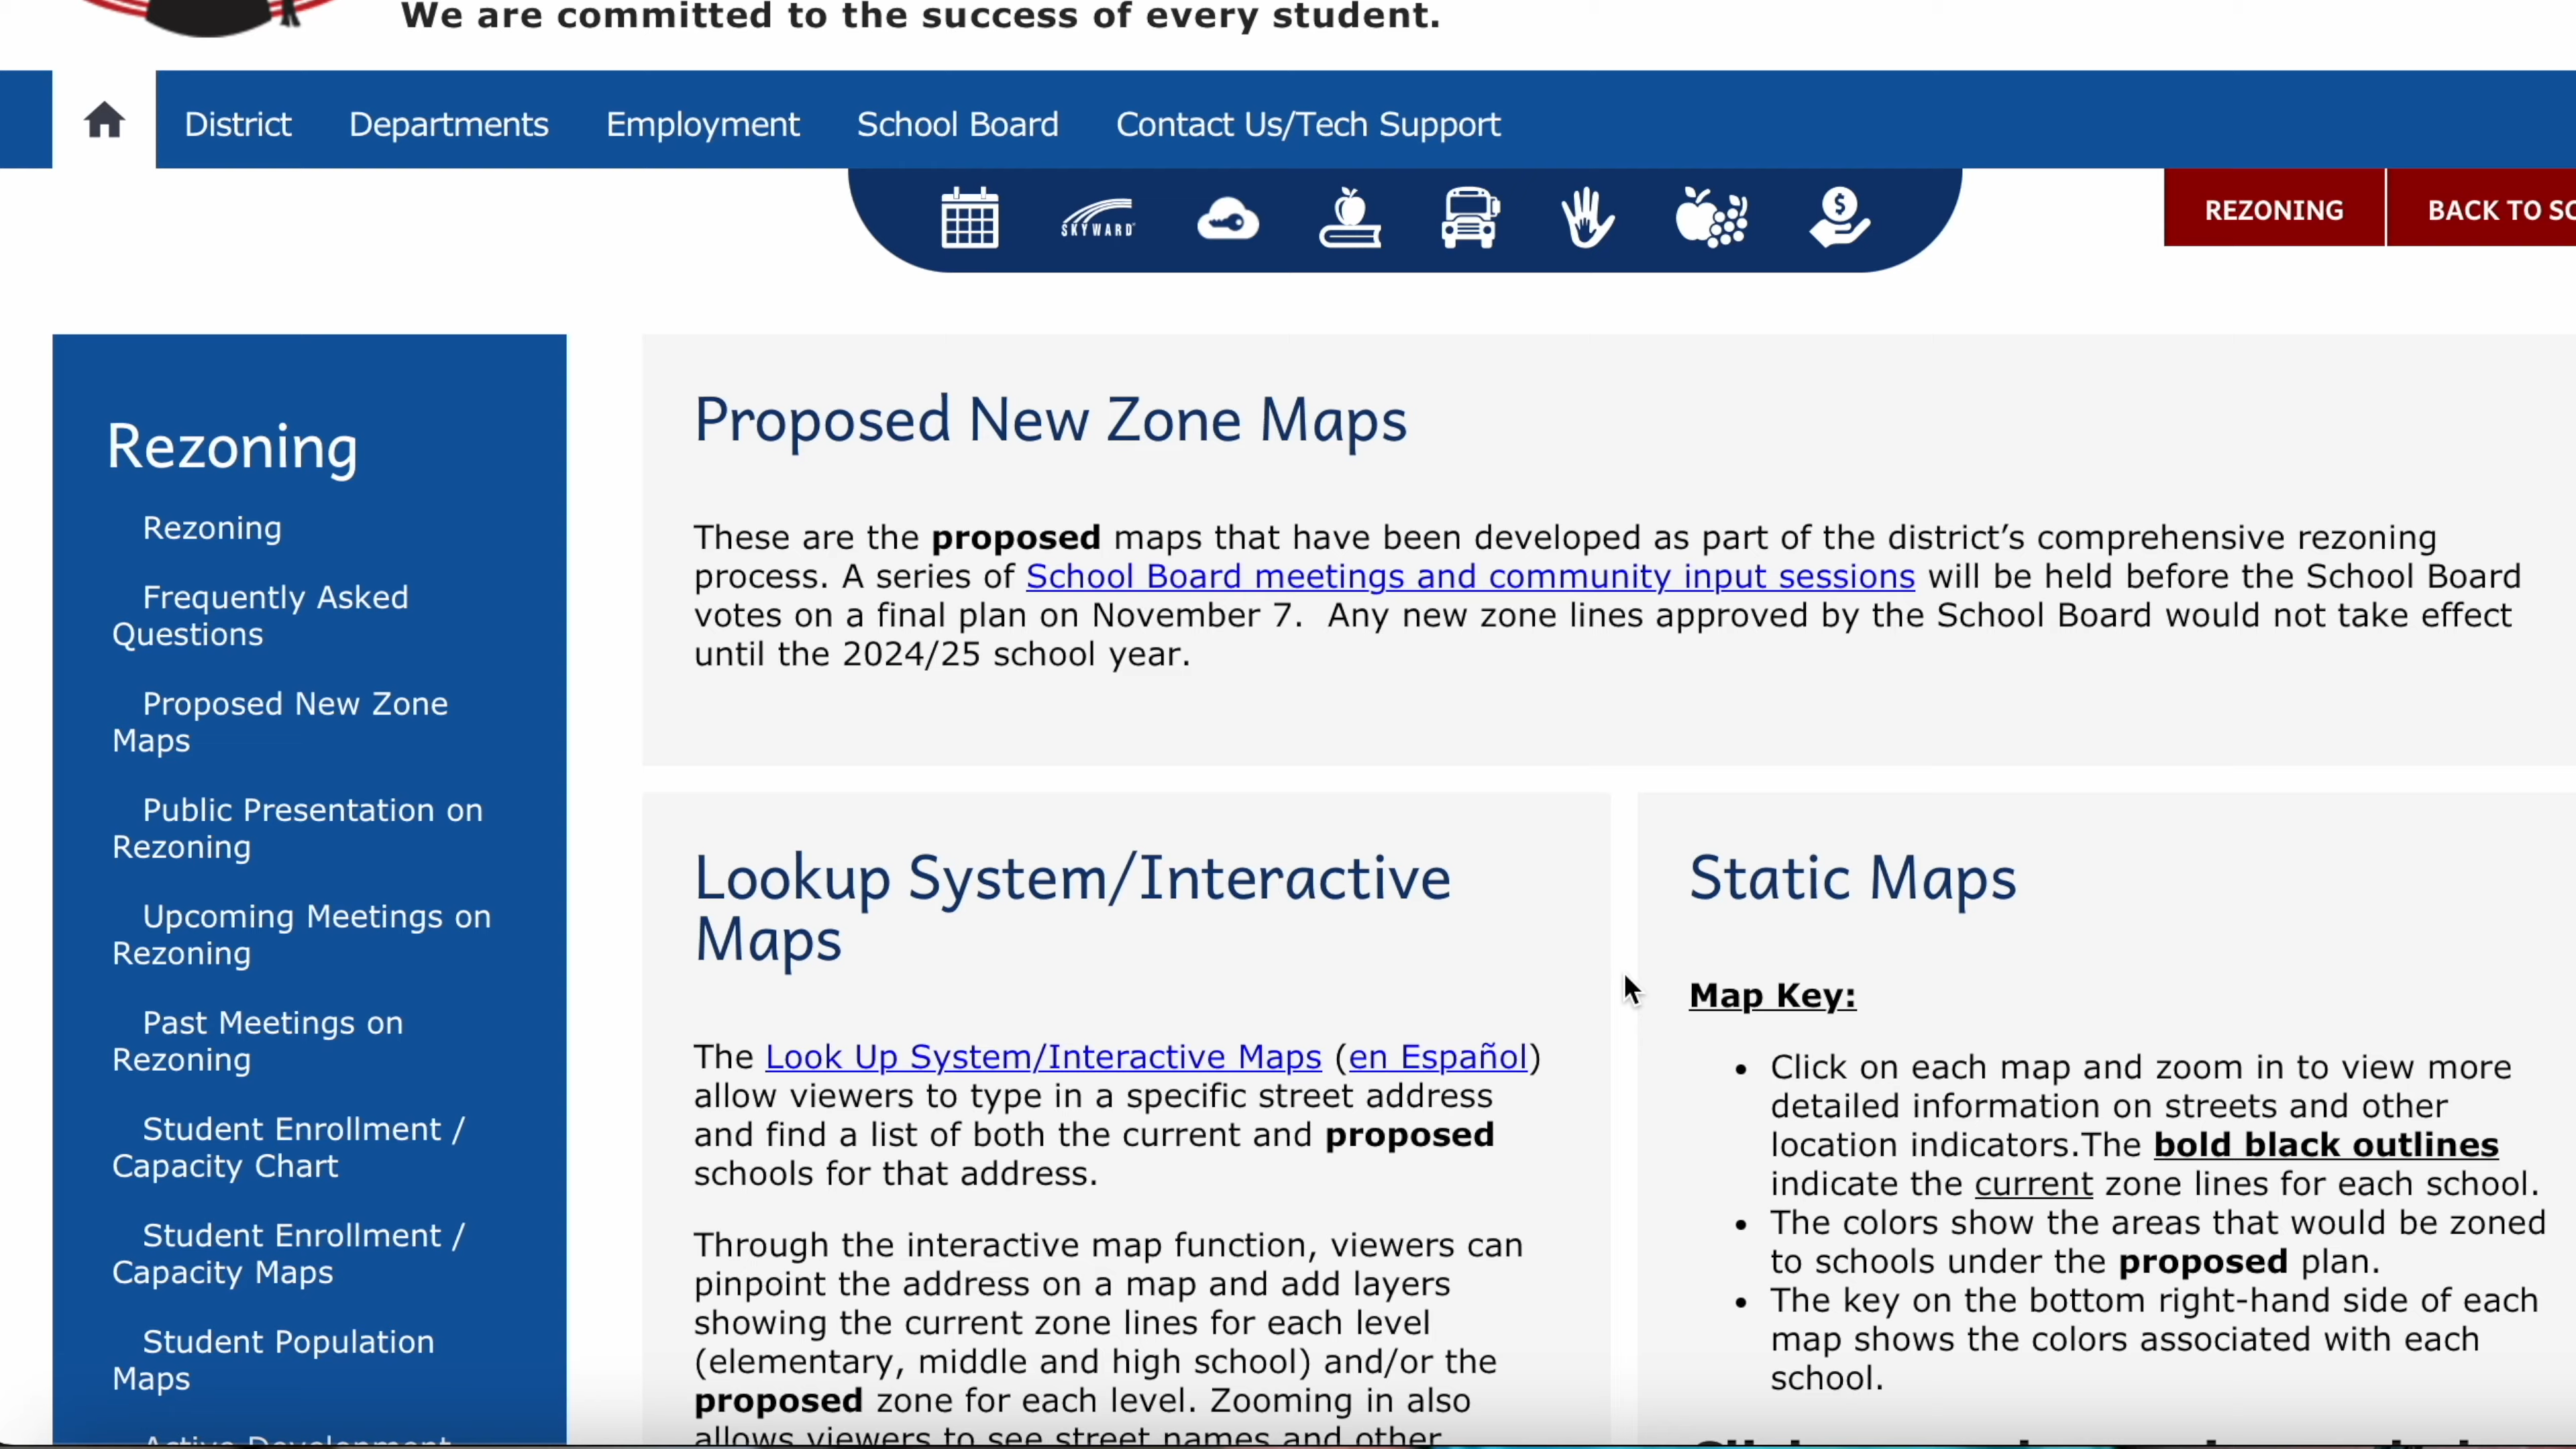 We are committed to the success of every student.
District Departments Employment School Board Contact Us/Tech Support
SKYWARD
REZONING
BACK TO
Rezoning
Rezoning
Frequently Asked
Questions
Proposed New Zone
Maps
Public Presentation on
Rezoning
Upcoming Meetings on
Rezoning
Past Meetings on
Rezoning
Student Enrollment /
Capacity Chart
Student Enrollment /
Capacity Maps
Student Population
Maps
Active Development
Proposed New Zone Maps
These are the proposed maps that have been developed as part of the district’s comprehensive rezoning
process. A series of School Board meetings and community input sessions will be held before the School Board
votes on a final plan on November 7.  Any new zone lines approved by the School Board would not take effect
until the 2024/25 school year.
Lookup System/Interactive
Maps
The Look Up System/Interactive Maps (en Español)
allow viewers to type in a specific street address
and find a list of both the current and proposed
schools for that address.
Through the interactive map function, viewers can
pinpoint the address on a map and add layers
showing the current zone lines for each level
(elementary, middle and high school) and/or the
proposed zone for each level. Zooming in also
allows viewers to see street names and other
Static Maps
Map Key:
• Click on each map and zoom in to view more
detailed information on streets and other
location indicators.The bold black outlines
indicate the current zone lines for each school.
• The colors show the areas that would be zoned
to schools under the proposed plan.
• The key on the bottom right-hand side of each
map shows the colors associated with each
school.